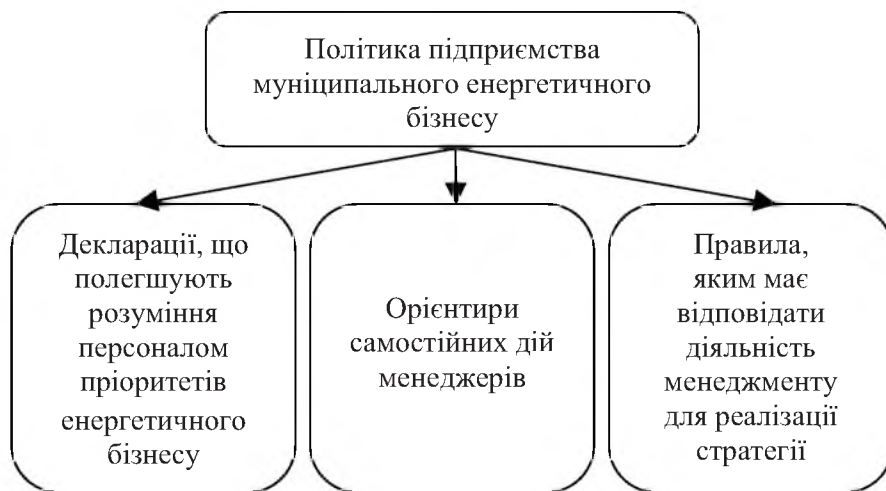 Політика підприємства
муніципального енергетичного
бізнесу
Декларації, що
полегшують
розуміння
персоналом
пріоритетів
енергетичного
бізнесу
Орієнтири
самостійних дій
менеджерів
Правила,
яким має
відповідати
діяльність
менеджменту
для реалізації
стратегії